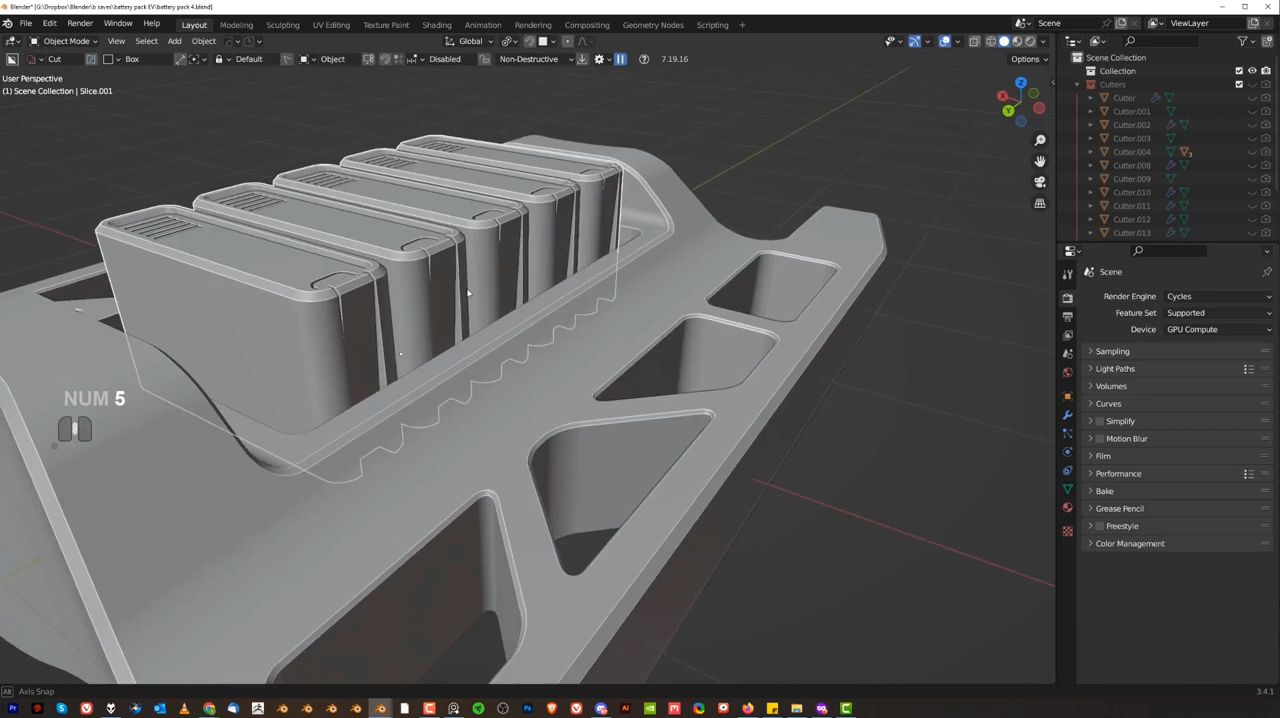 Blender* [G:\Dropbox\b saves\battery pack EV\battery pack 4.blend]
File Edit Render Window Help Layout Modeling Sculpting UV Editing Texture Paint Shading Animation Rendering Compositing Geometry Nodes Scripting Scene ViewLayer
Object Mode View Select Add Object Global Options
Cut Box Default Object Disabled Non-Destructive 7.19.16
User Perspective
(1) Scene Collection | Slice.001
X
Y
Z
NUM 5
Scene Collection
Collection
Cutters
Cutter
Cutter.001
Cutter.002
Cutter.003
Cutter.004 3
Cutter.008
Cutter.009
Cutter.010
Cutter.011
Cutter.012
Cutter.013
Scene
Render Engine Cycles
Feature Set Supported
Device GPU Compute
Sampling
Light Paths
Volumes
Curves
Simplify
Motion Blur
Film
Performance
Bake
Grease Pencil
Freestyle
Color Management
Alt Axis Snap
3.4.1